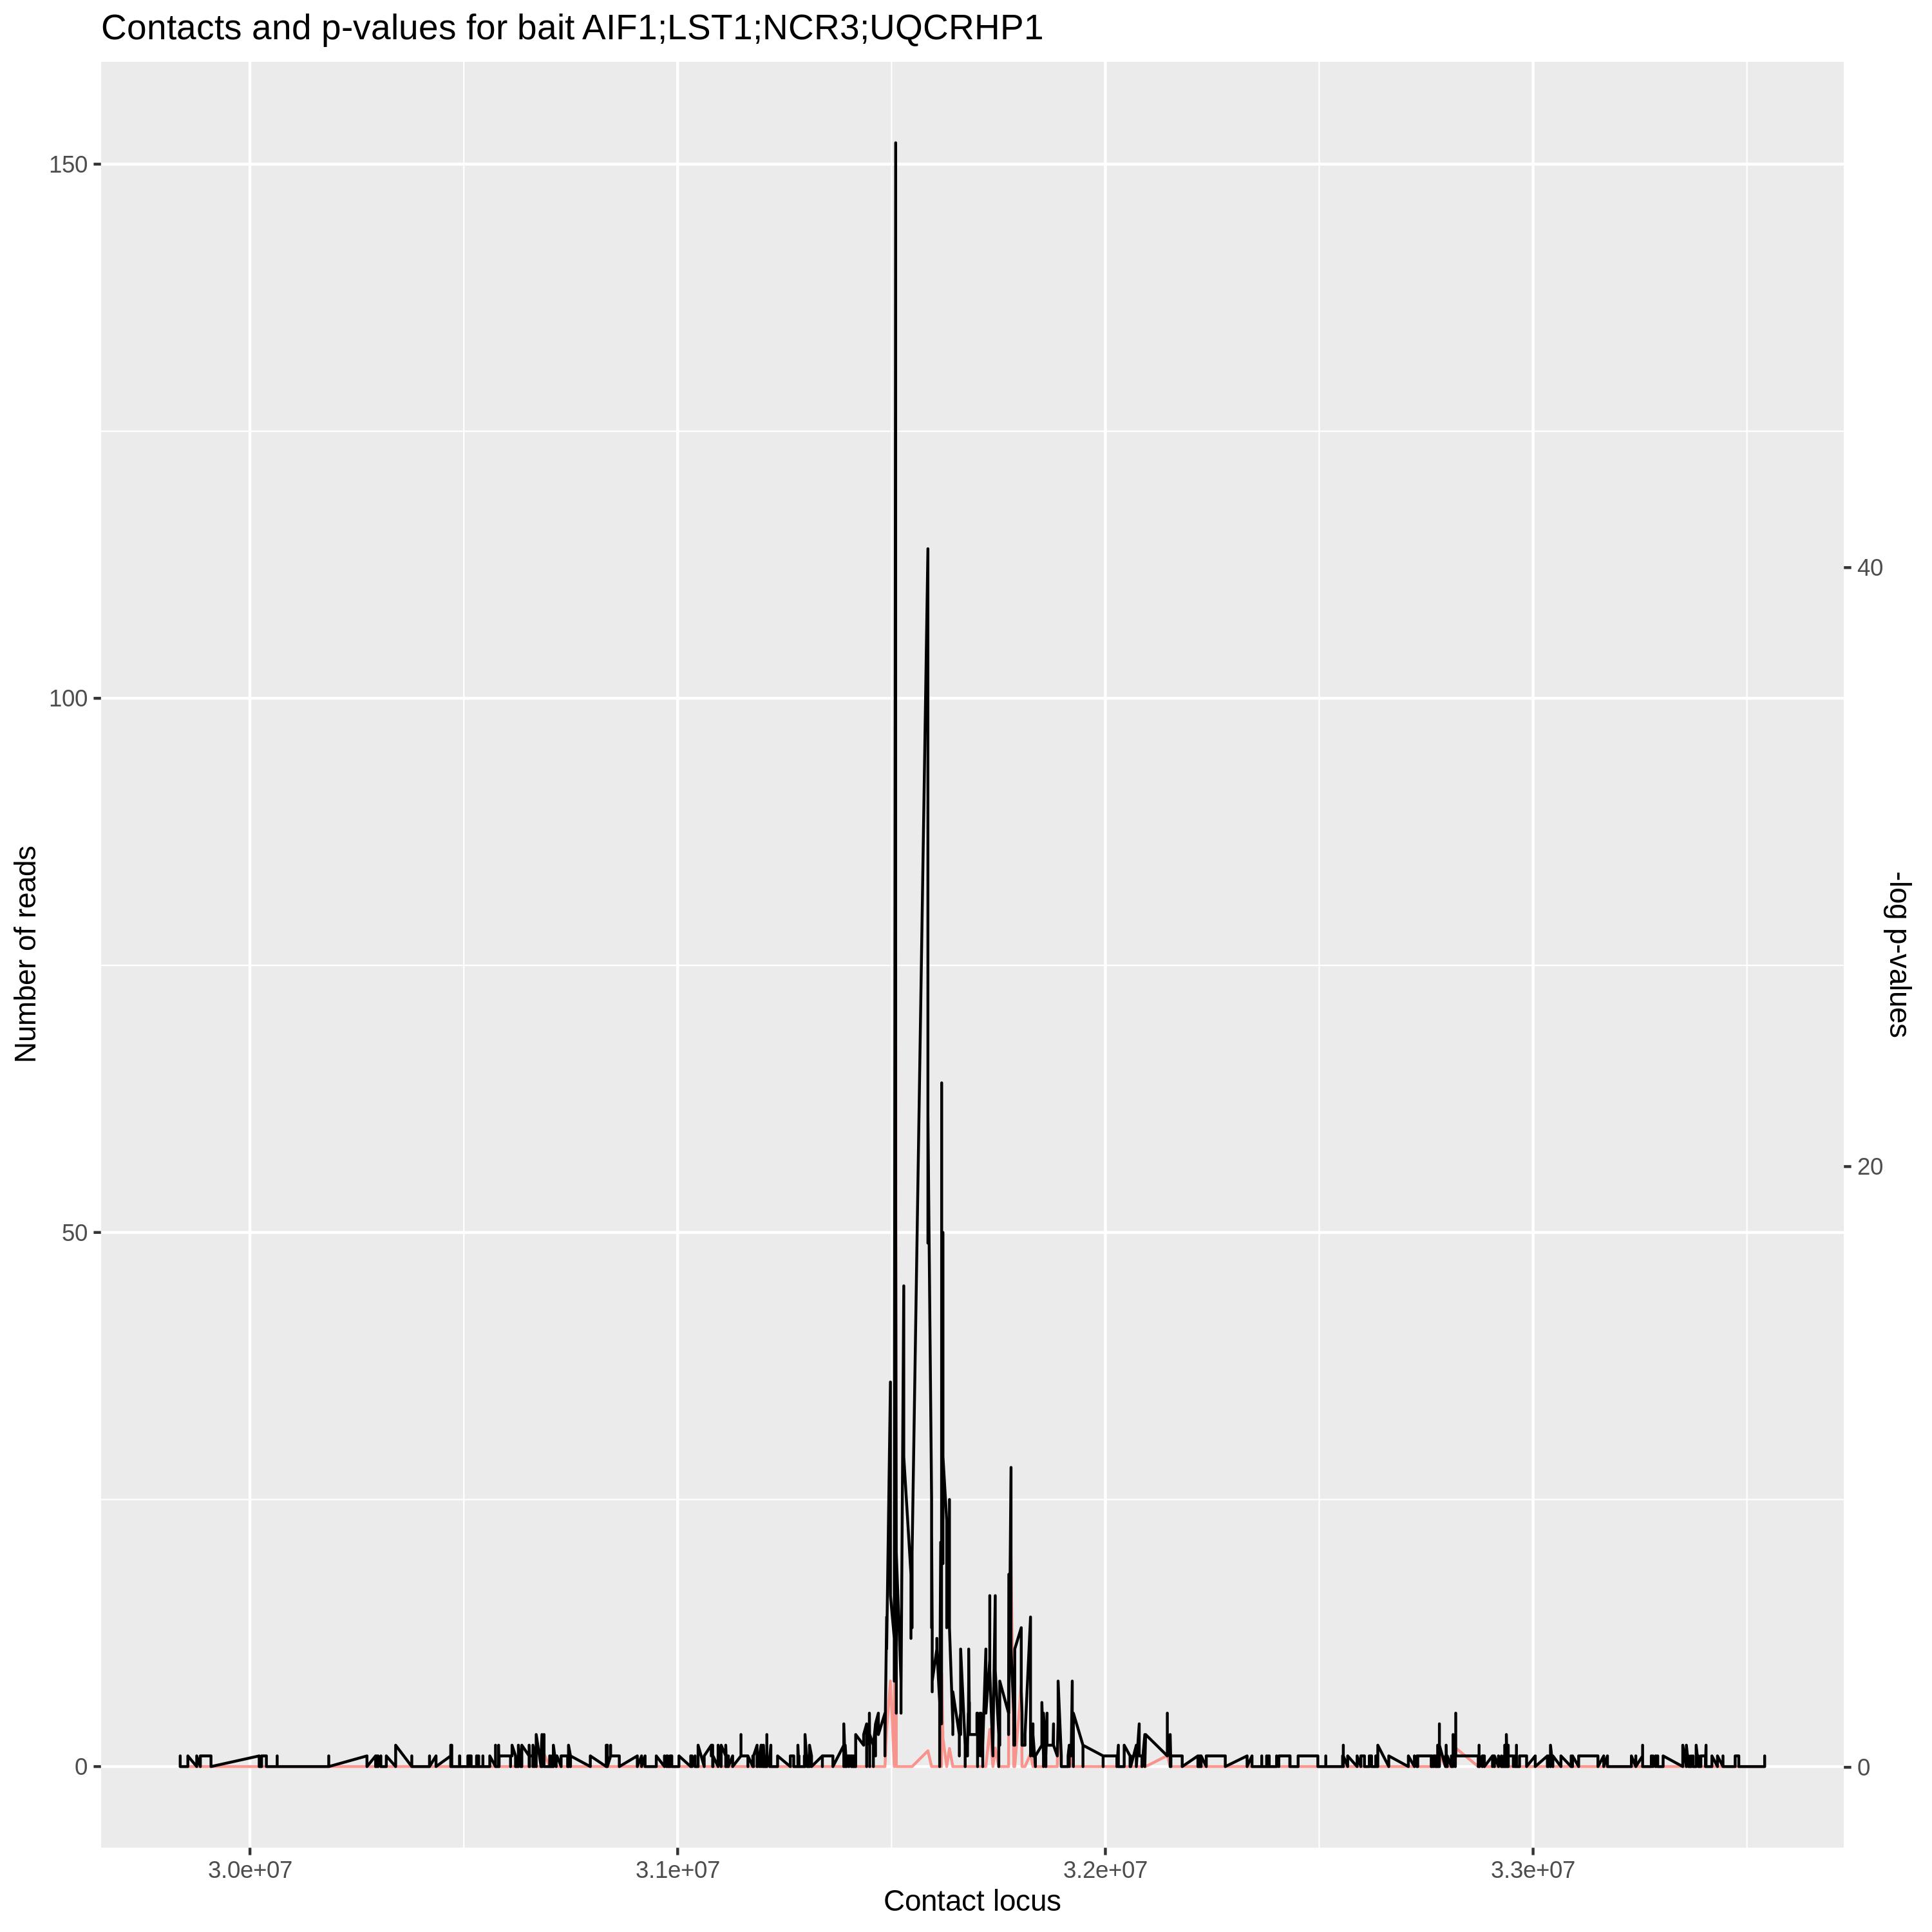 Contacts and p-values for bait AIF1;LST1;NCR3;UQCRHP1
150
100
50
0
Number of reads
40
20
0
-log p-values
3.0e+07
3.1e+07
3.2e+07
3.3e+07
Contact locus